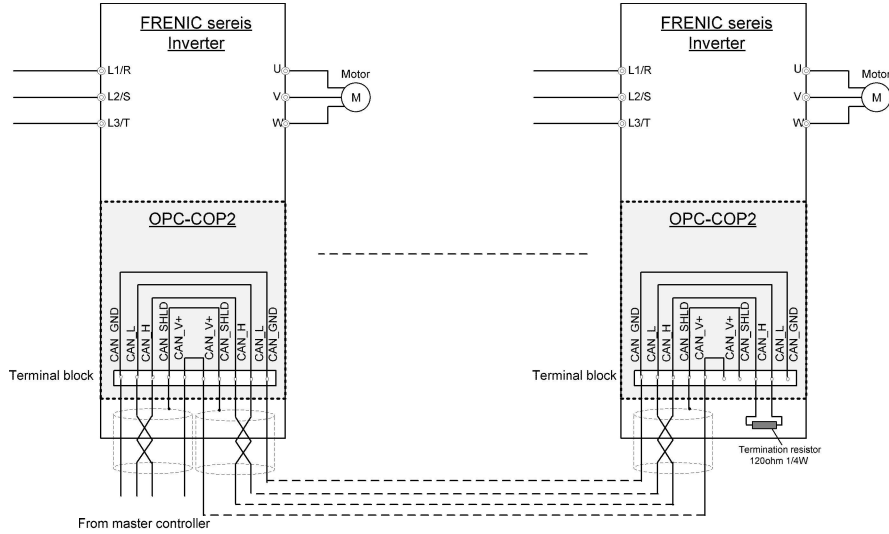 FRENIC sereis
Inverter
L1/R
L2/S
L3/T
U
V
W
Motor
M
OPC-COP2
CAN_GND
CAN_L
CAN_H
CAN_SHLD
CAN_V+
CAN_V+
CAN_SHLD
CAN_H
CAN_L
CAN_GND
Terminal block
From master controller
FRENIC sereis
Inverter
L1/R
L2/S
L3/T
U
V
W
Motor
M
OPC-COP2
CAN_GND
CAN_L
CAN_H
CAN_SHLD
CAN_V+
CAN_V+
CAN_SHLD
CAN_H
CAN_L
CAN_GND
Terminal block
Termination resistor
120ohm 1/4W